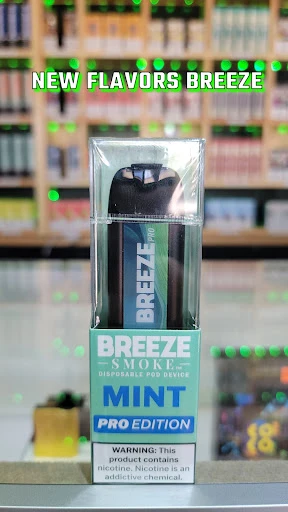 NEW FLAVORS BREEZE
BREEZE PRO
BREEZE
SMOKE
DISPOSABLE POD DEVICE
MINT
PRO EDITION
WARNING: This
product contains
nicotine. Nicotine is an
addictive chemical.